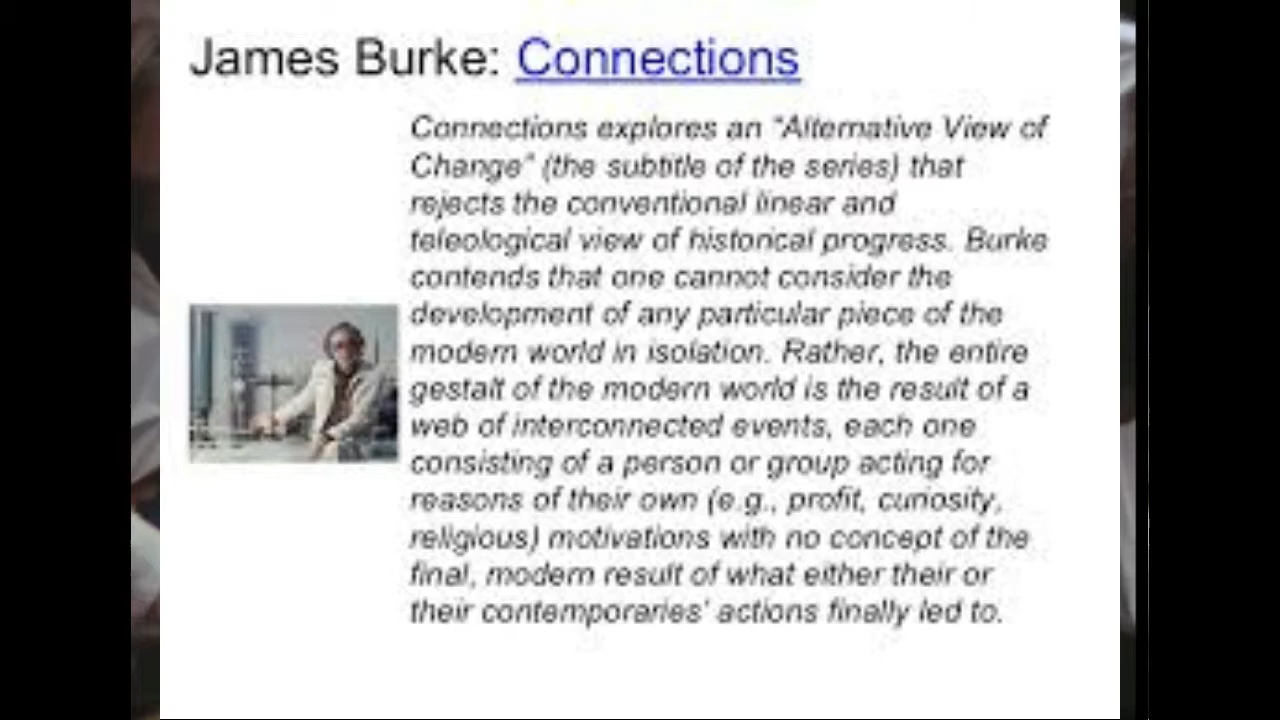 James Burke: Connections
Connections explores an "Alternative View of
Change" (the subtitle of the series) that
rejects the conventional linear and
teleological view of historical progress. Burke
contends that one cannot consider the
development of any particular piece of the
modern world in isolation. Rather, the entire
gestalt of the modern world is the result of a
web of interconnected events, each one
consisting of a person or group acting for
reasons of their own (e.g., profit, curiosity,
religious) motivations with no concept of the
final, modern result of what either their or
their contemporaries' actions finally led to.